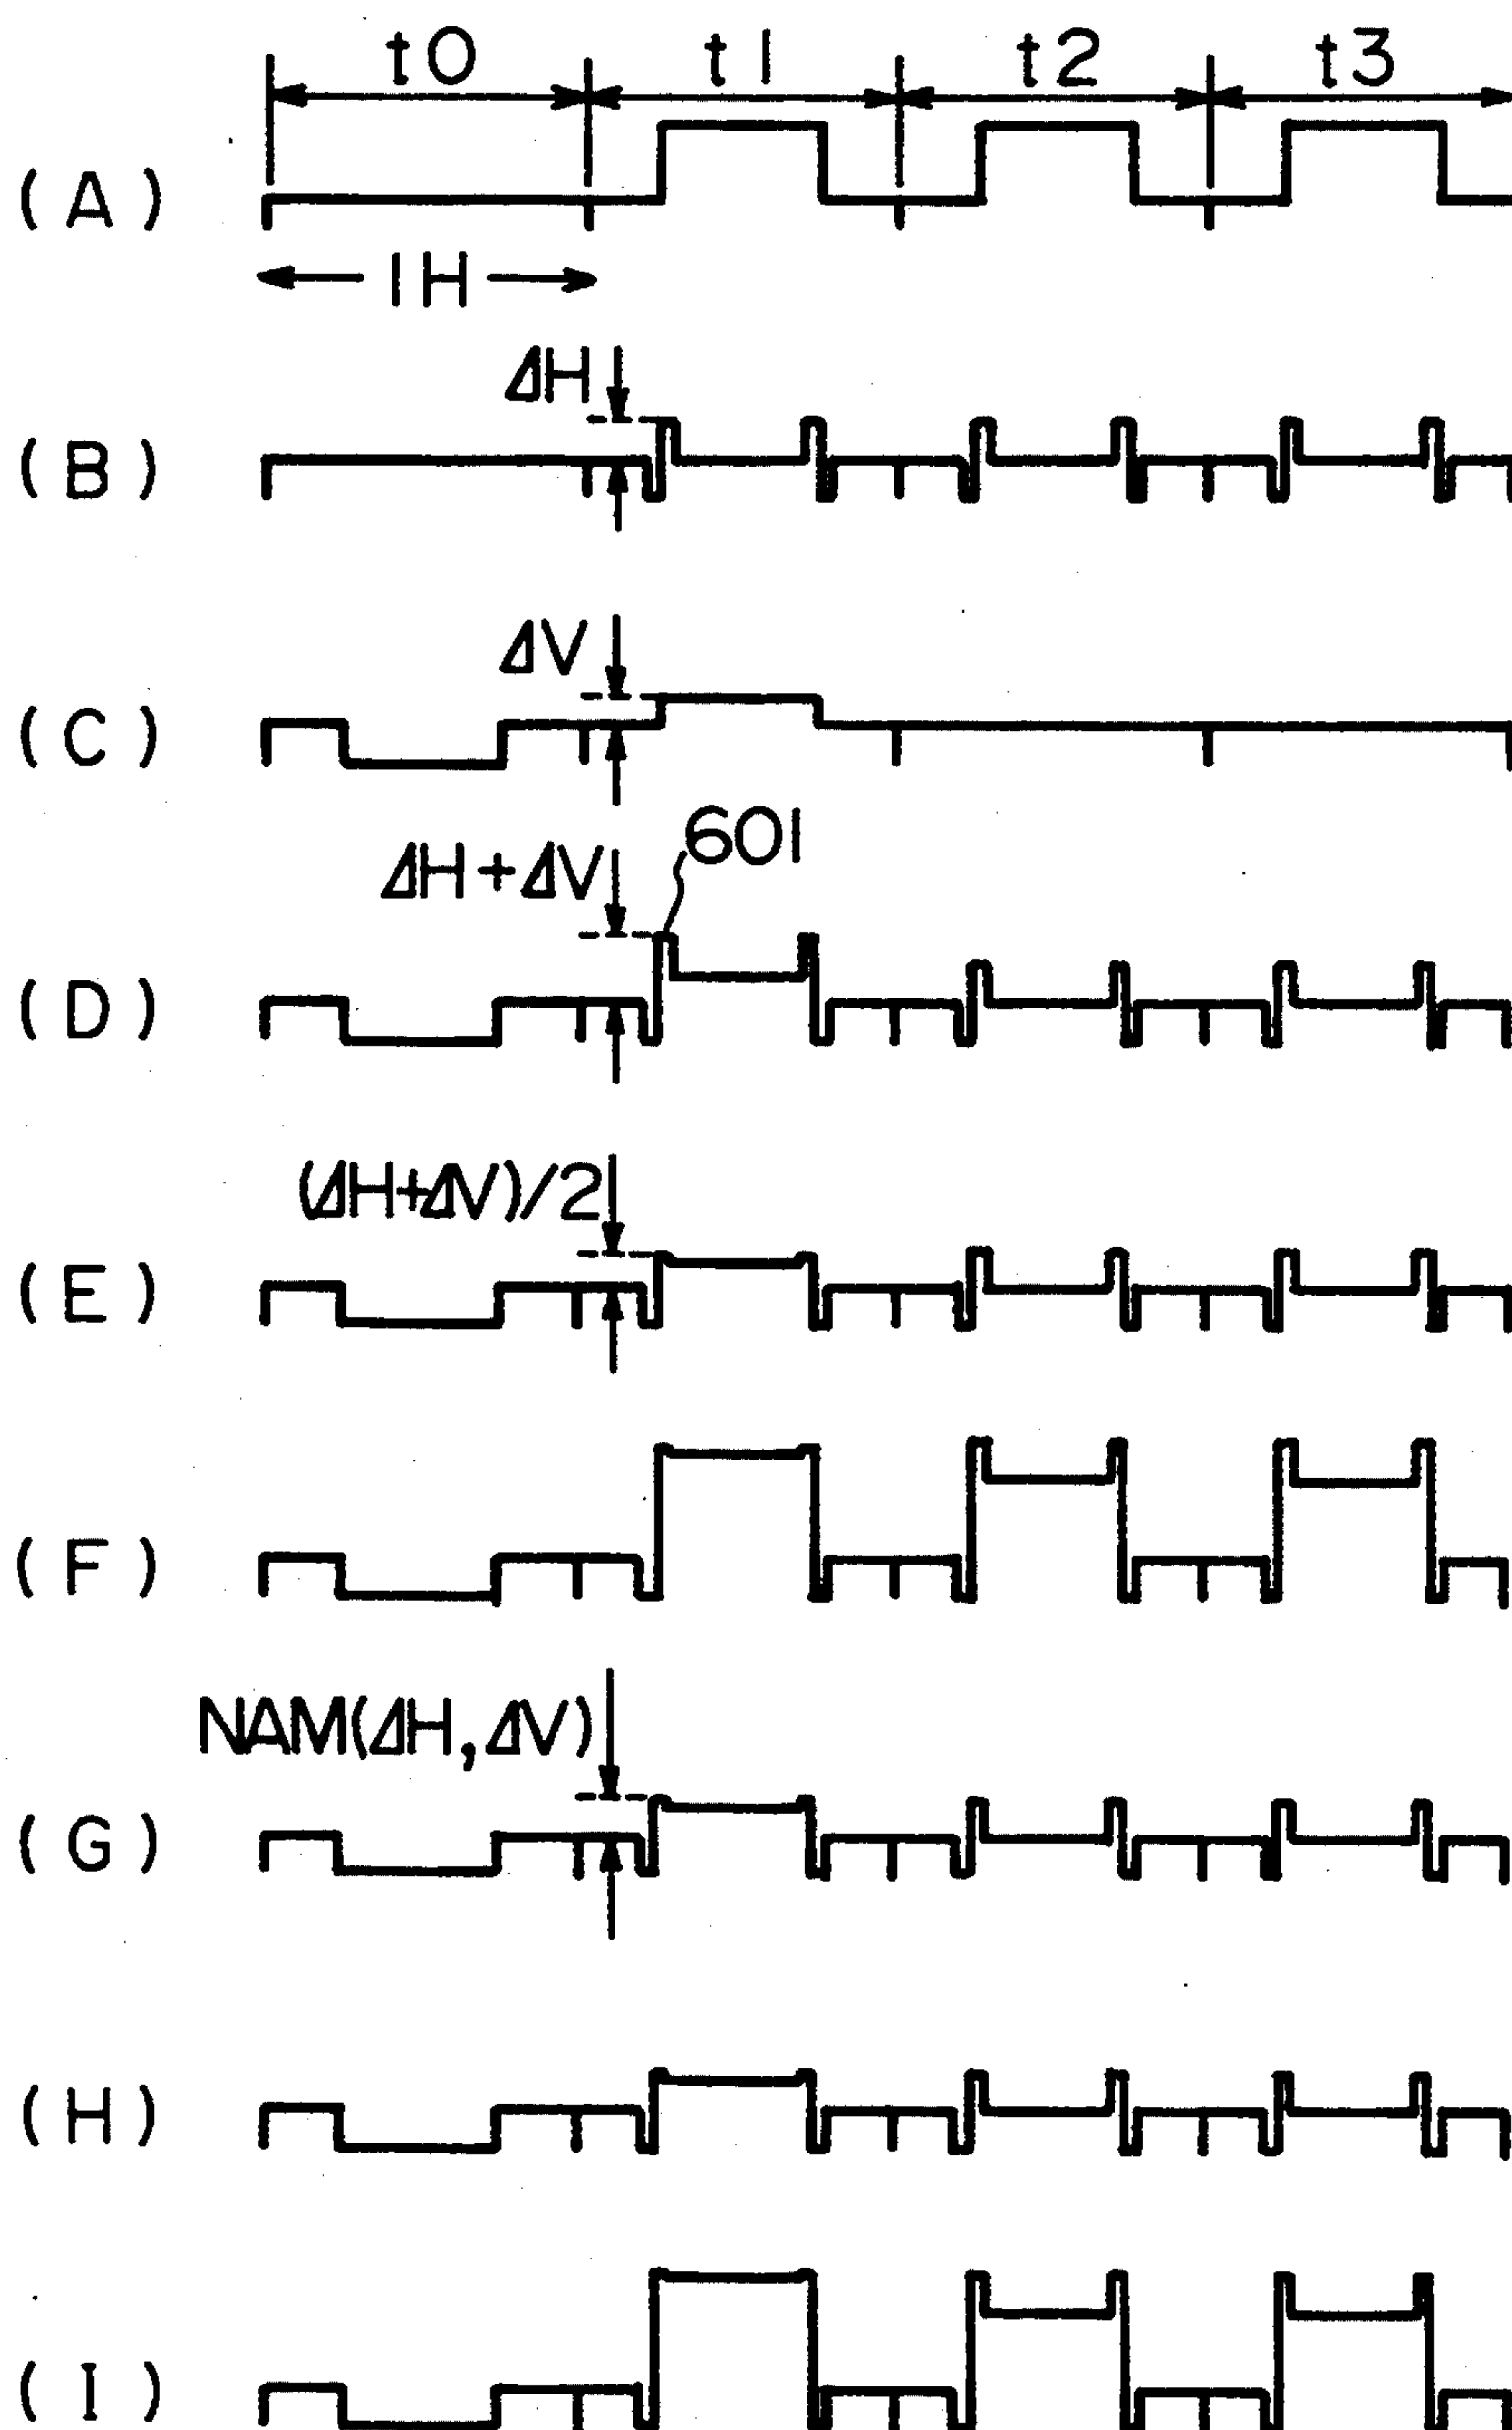 t0 t1 t2 t3
(A)
1H
ΔH
(B)
ΔV
(C)
601
ΔH+ΔV
(D)
(ΔH+ΔV)/2
(E)
(F)
NAM(ΔH,ΔV)
(G)
(H)
(I)